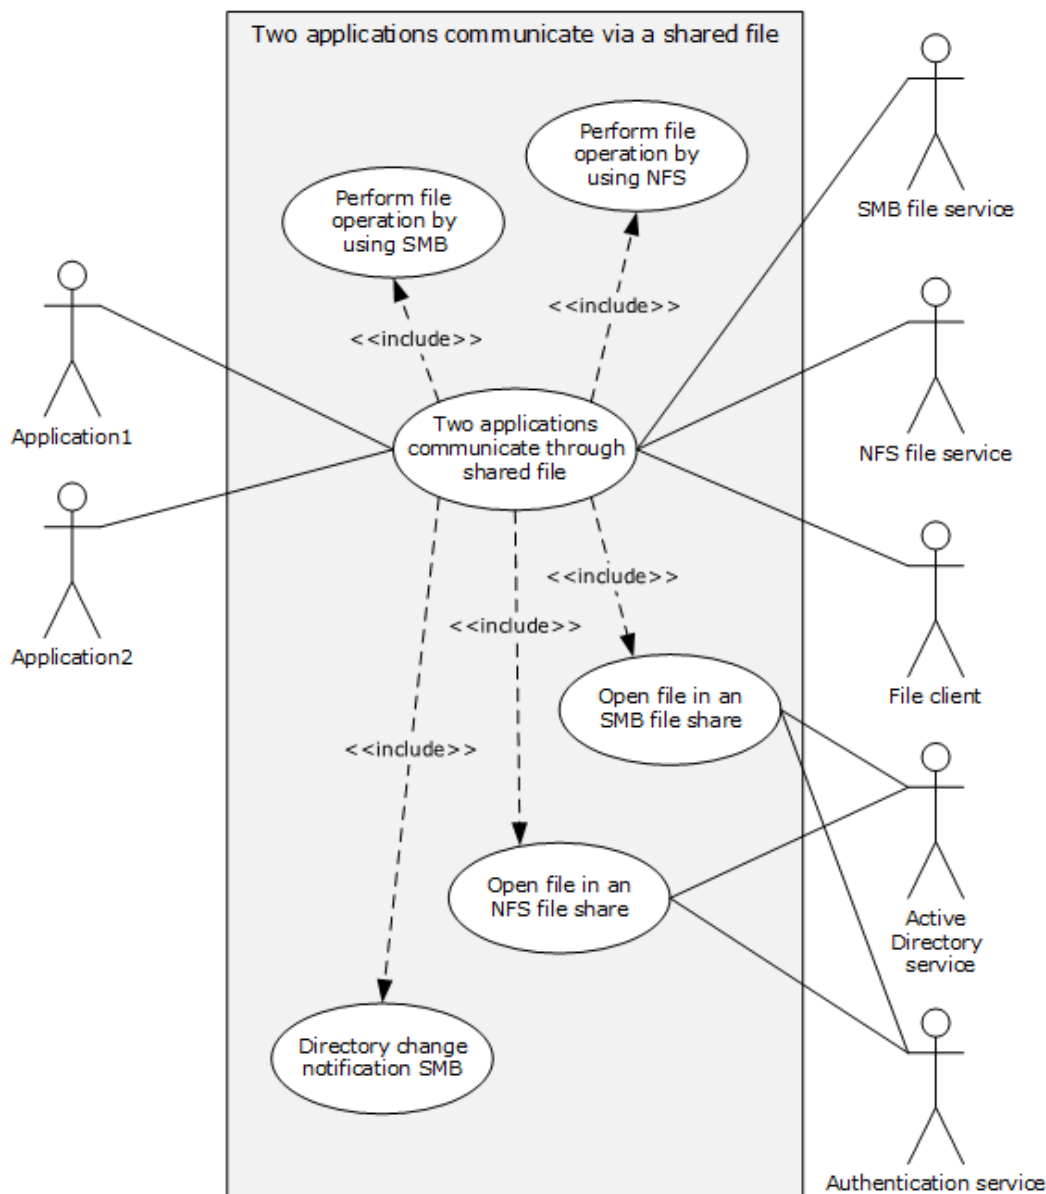 Two applications communicate via a shared file
Perform file
operation by
using NFS
Perform file
operation by
using SMB
SMB file service
<<include>>
<<include>>
Application1
Two applications
communicate through
shared file
NFS file service
Application2
<<include>>
<<include>>
Open file in an
SMB file share
File client
<<include>>
Open file in an
NFS file share
Active
Directory
service
Directory change
notification SMB
Authentication service